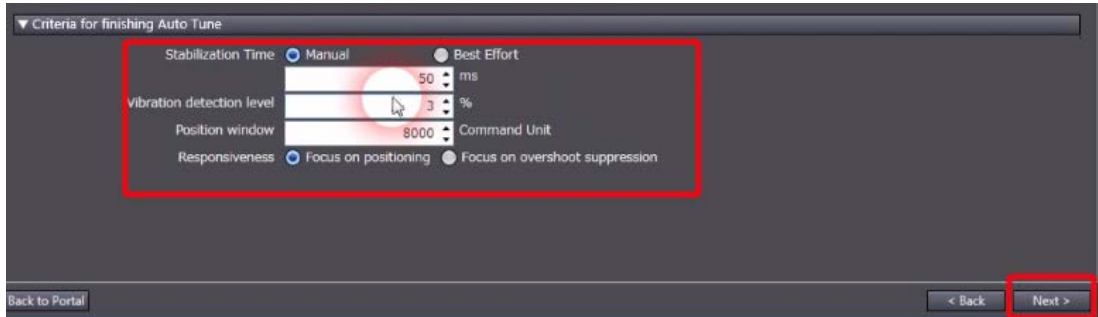 ▼ Criteria for finishing Auto Tune
Stabilization Time Manual Best Effort
50 ms
Vibration detection level 3 %
Position window 8000 Command Unit
Responsiveness Focus on positioning Focus on overshoot suppression
Back to Portal < Back Next >